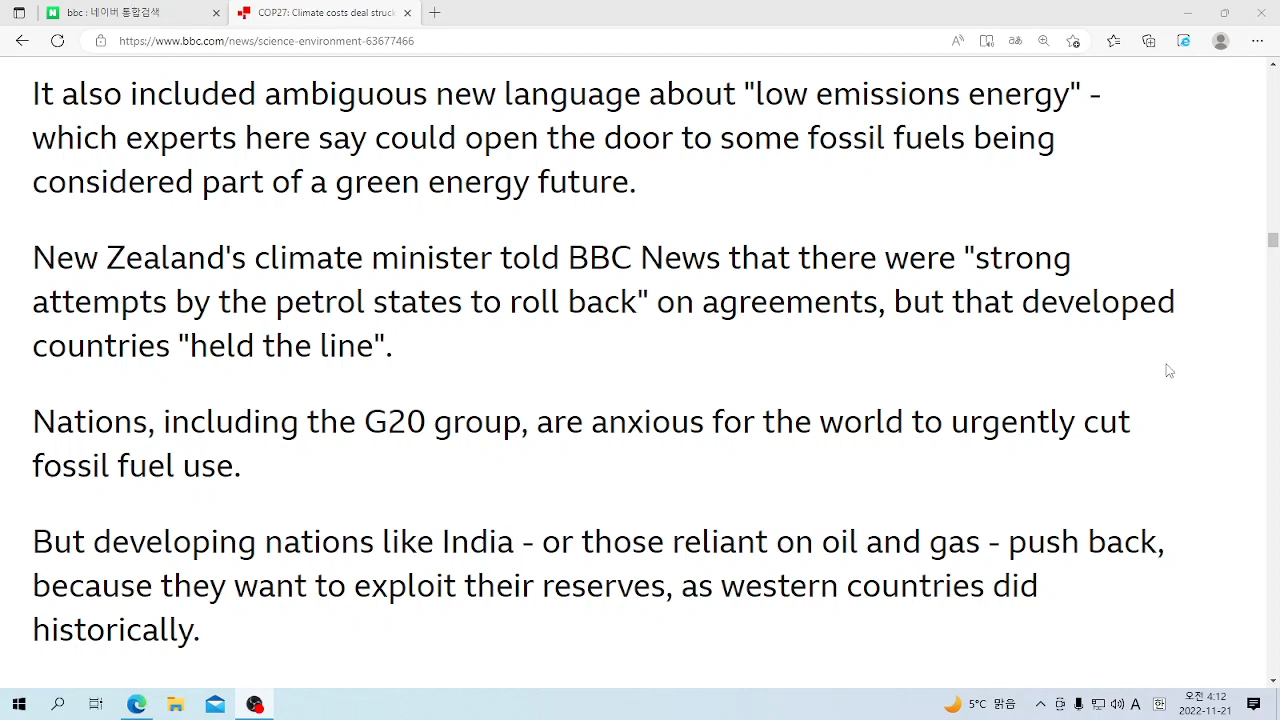 bbc : 네이버 통합검색
COP27: Climate costs deal struck
https://www.bbc.com/news/science-environment-63677466
It also included ambiguous new language about "low emissions energy" -
which experts here say could open the door to some fossil fuels being
considered part of a green energy future.
New Zealand's climate minister told BBC News that there were "strong
attempts by the petrol states to roll back" on agreements, but that developed
countries "held the line".
Nations, including the G20 group, are anxious for the world to urgently cut
fossil fuel use.
But developing nations like India - or those reliant on oil and gas - push back,
because they want to exploit their reserves, as western countries did
historically.
5°C 맑음
A
오전 4:12
2022-11-21